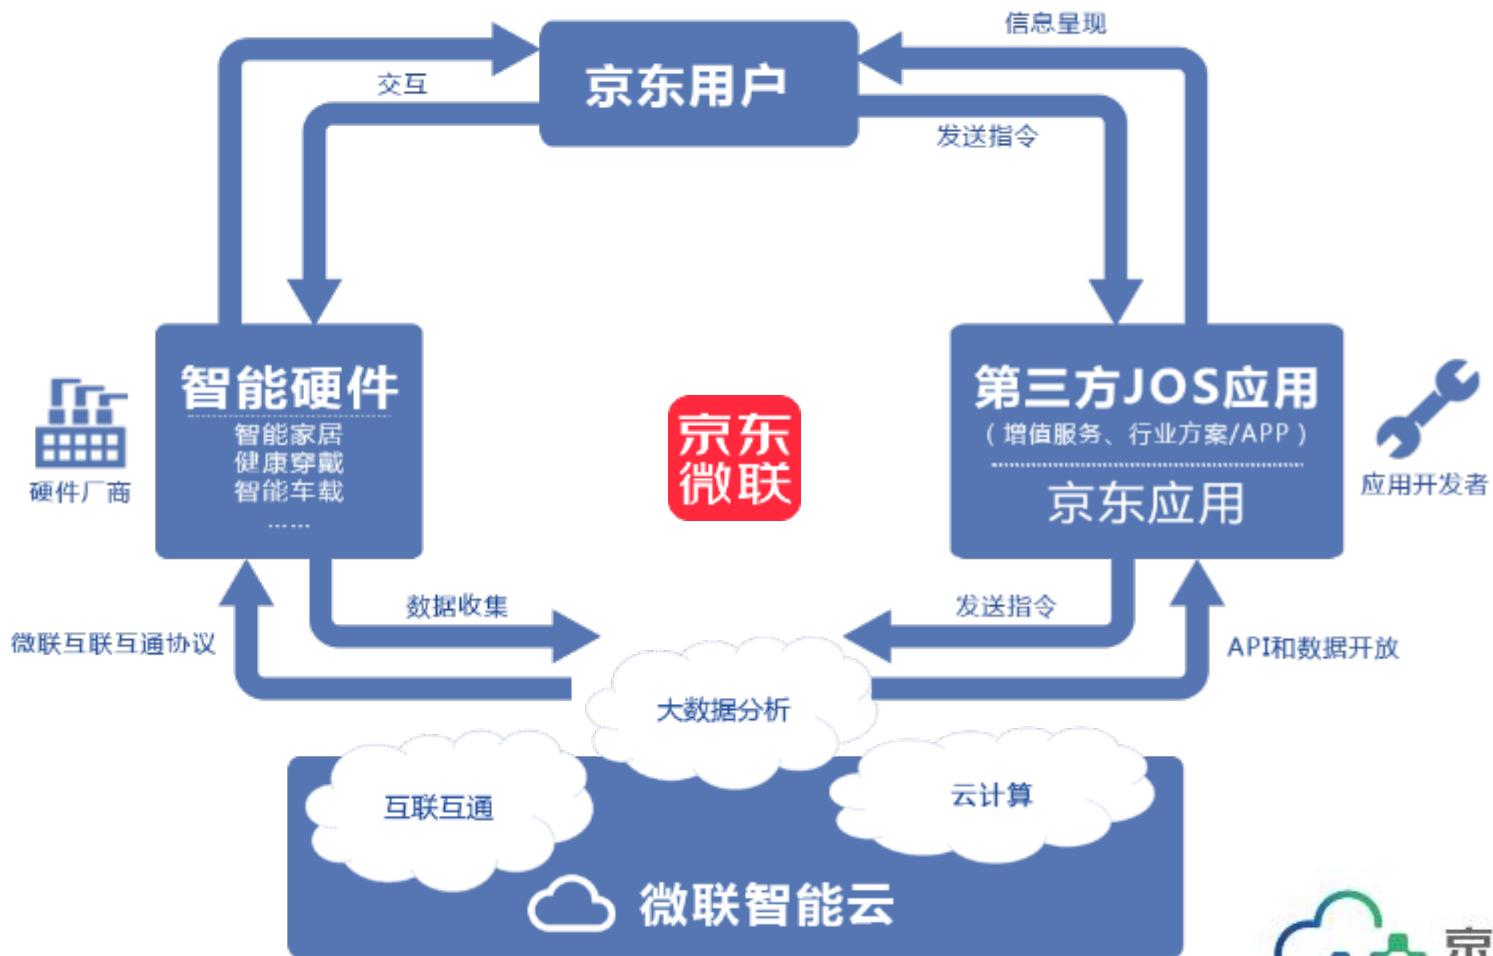 信息呈现
京东用户
交互
发送指令
智能硬件
智能家居
健康穿戴
智能车载
……
硬件厂商
京东
微联
第三方JOS应用
（增值服务、行业方案/APP）
京东应用
应用开发者
数据收集
发送指令
微联互联互通协议
API和数据开放
大数据分析
互联互通
云计算
微联智能云
京